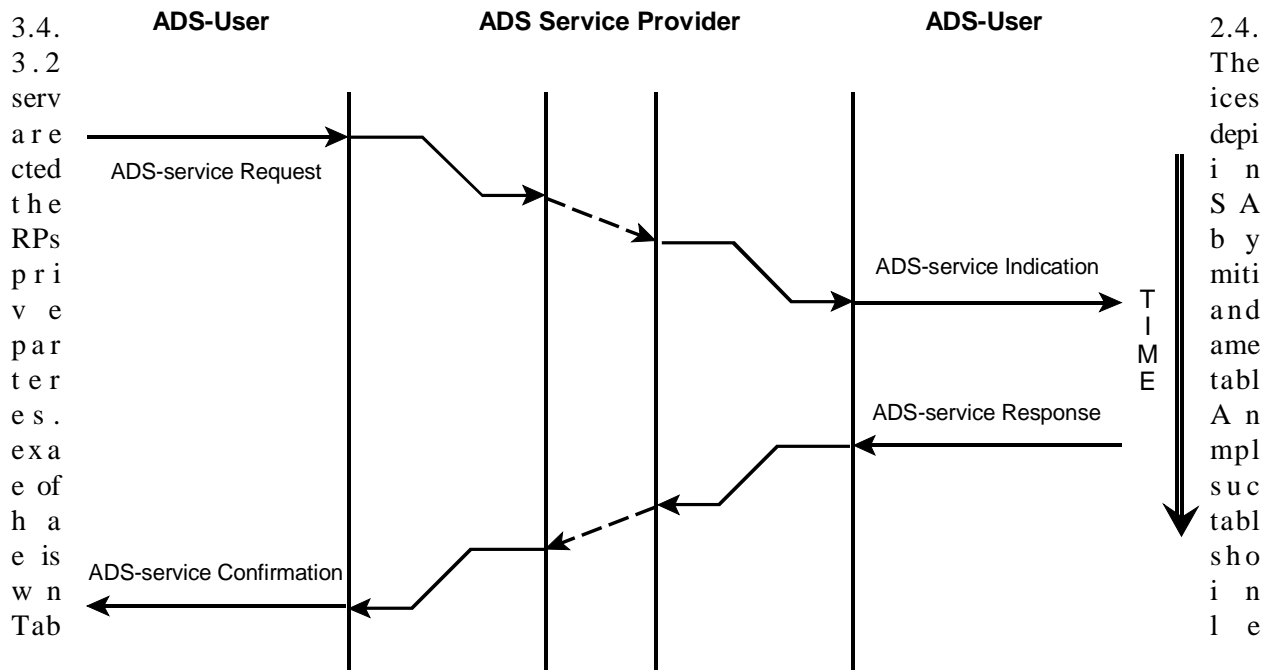 ADS-User
ADS Service Provider
ADS-User
3.4. 2.4.
3.2 The
serv ices
are depi
cted in
the SA
RPs by
pri miti
ve and
par ame
ter tabl
es. An
exa mpl
e of suc
h a tabl
e is sho
wn in
Tab le
ADS-service Request
ADS-service Indication
ADS-service Response
ADS-service Confirmation
T
I
M
E